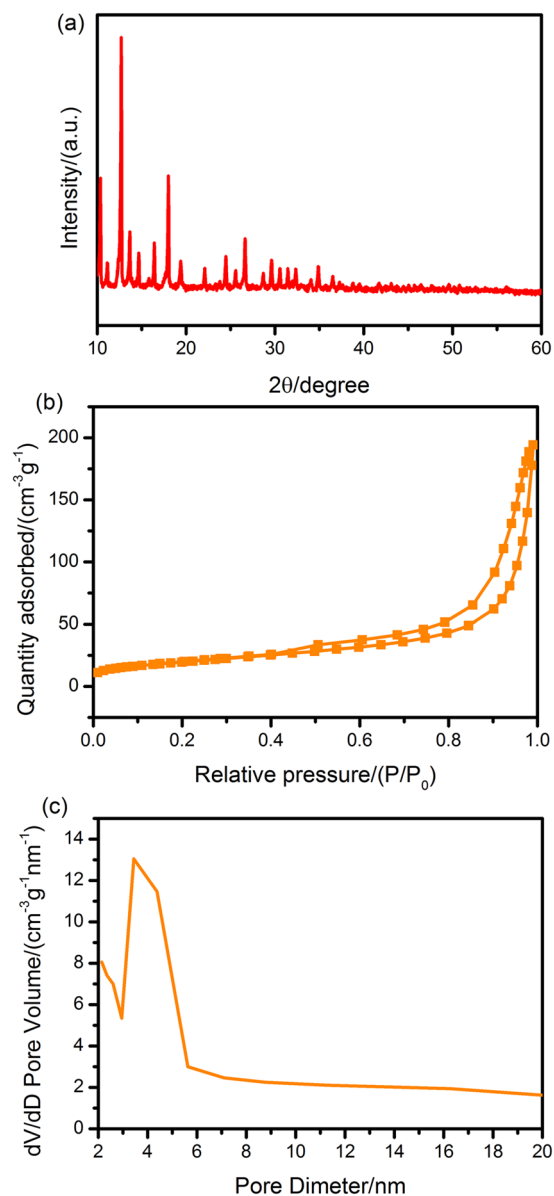 (a)
Intensity/(a.u.)
10 20 30 40 50 60
2θ/degree
(b)
Quantity adsorbed/(cm⁻³g⁻¹)
200
150
100
50
0
0.0 0.2 0.4 0.6 0.8 1.0
Relative pressure/(P/P₀)
(c)
dV/dD Pore Volume/(cm⁻³g⁻¹nm⁻¹)
14
12
10
8
6
4
2
0
2 4 6 8 10 12 14 16 18 20
Pore Dimeter/nm